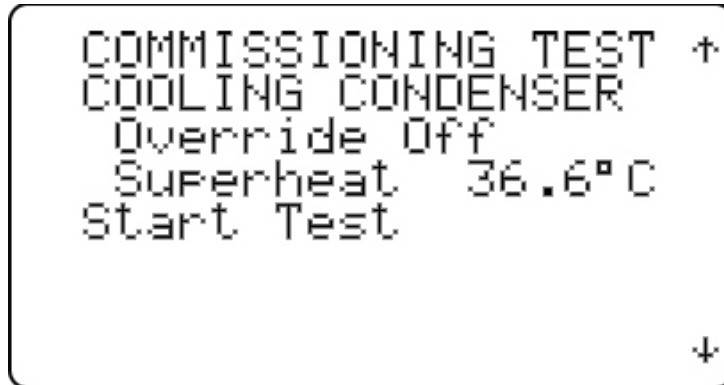 COMMISSIONING TEST ↑
COOLING CONDENSER
Override Off
Superheat 36.6°C
Start Test
↓